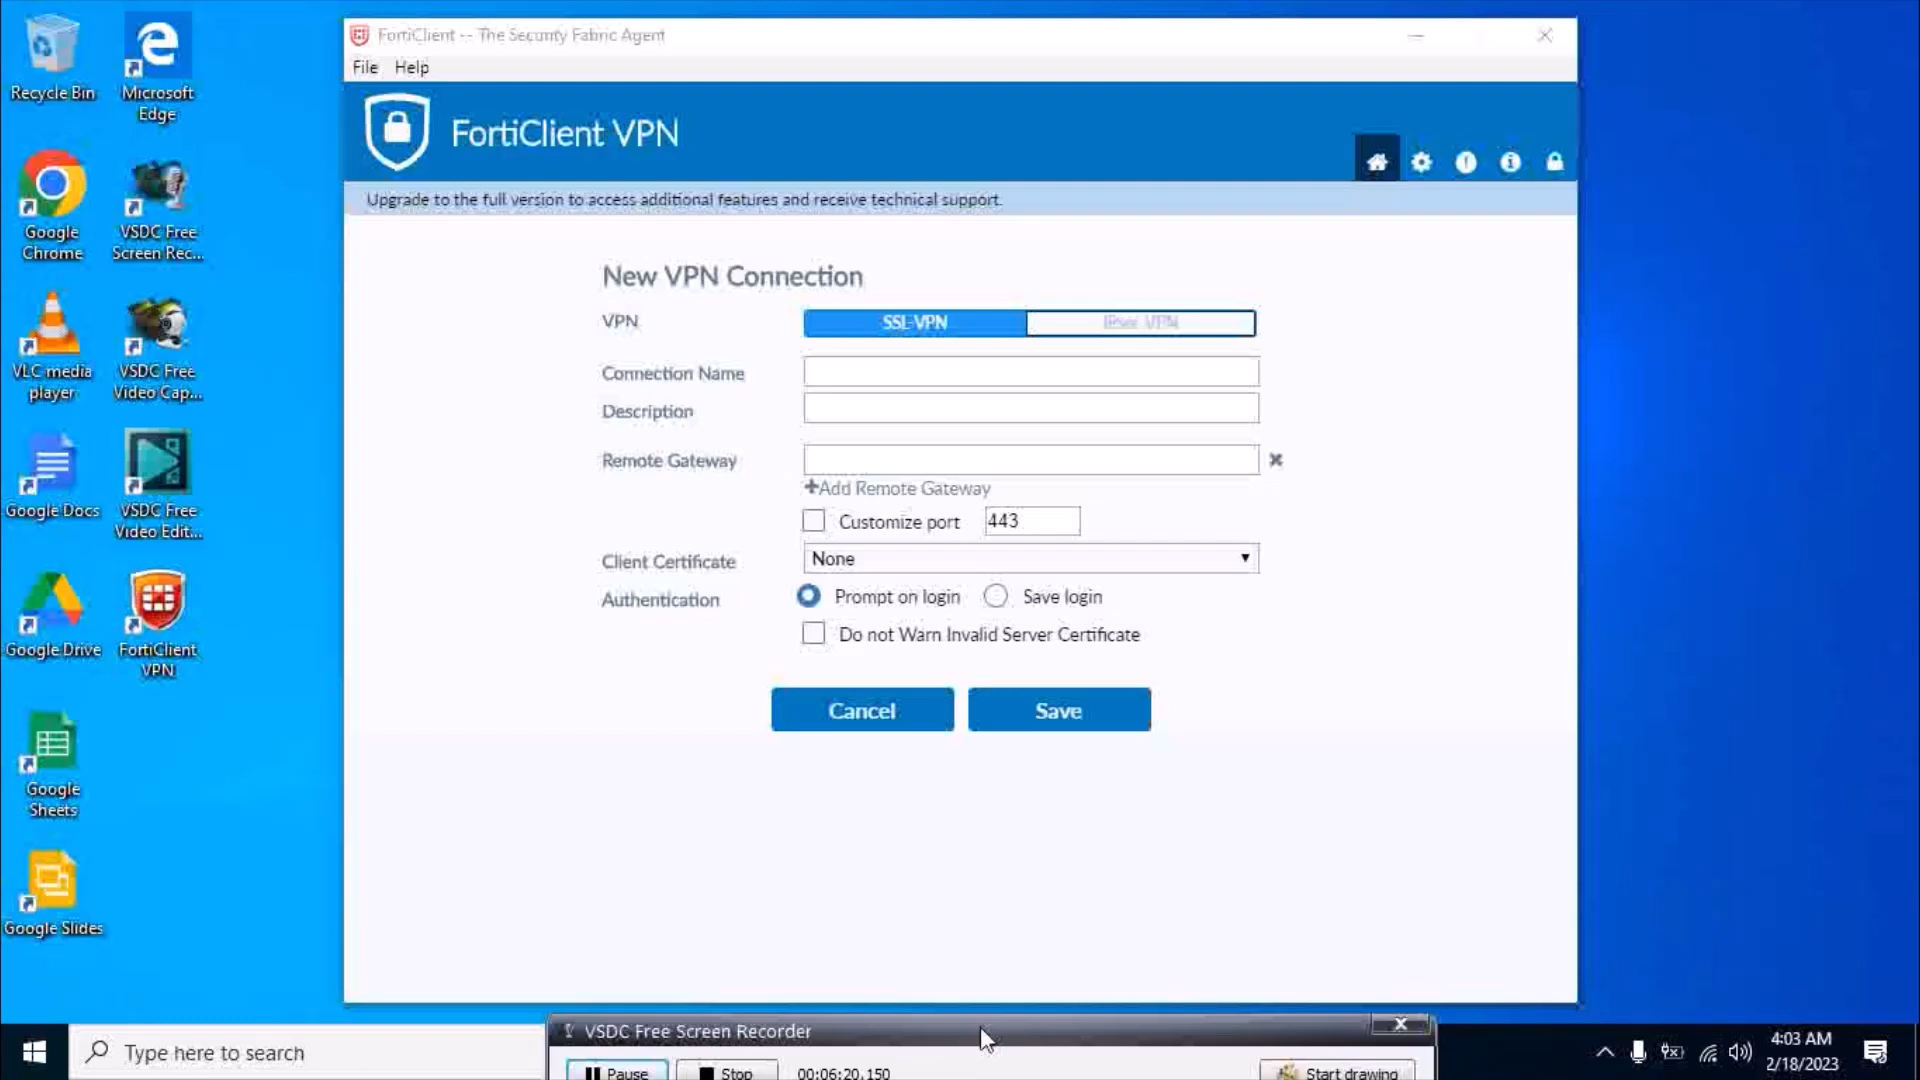 Recycle Bin
Microsoft
Edge
Google
Chrome
VSDC Free
Screen Rec...
VLC media
player
VSDC Free
Video Cap...
Google Docs
VSDC Free
Video Edit...
Google Drive
FortiClient
VPN
Google
Sheets
Google Slides
FortiClient -- The Security Fabric Agent
File Help
FortiClient VPN
Upgrade to the full version to access additional features and receive technical support.
New VPN Connection
VPN SSL-VPN IPsec VPN
Connection Name
Description
Remote Gateway
+Add Remote Gateway
Customize port 443
Client Certificate None
Authentication Prompt on login Save login
Do not Warn Invalid Server Certificate
Cancel Save
VSDC Free Screen Recorder
Pause Stop 00:06:20.150 Start drawing
Type here to search
4:03 AM
2/18/2023